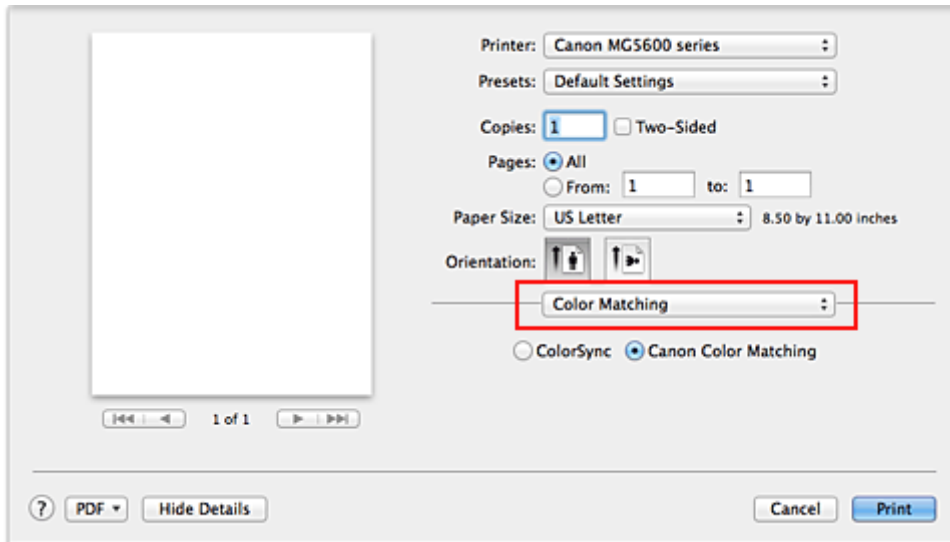 Printer: Canon MG5600 series
Presets: Default Settings
Copies: 1 Two-Sided
Pages: All
From: 1 to: 1
Paper Size: US Letter 8.50 by 11.00 inches
Orientation:
Color Matching
ColorSync Canon Color Matching
1 of 1
? PDF Hide Details Cancel Print